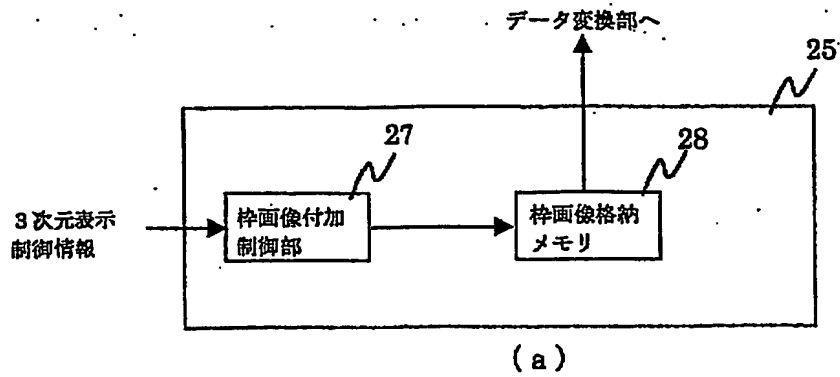 データ変換部へ
25
27
28
3次元表示
制御情報
枠画像付加
制御部
枠画像格納
メモリ
(a)